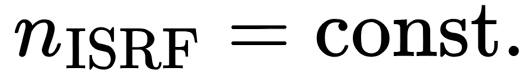 n_ISRF = const.